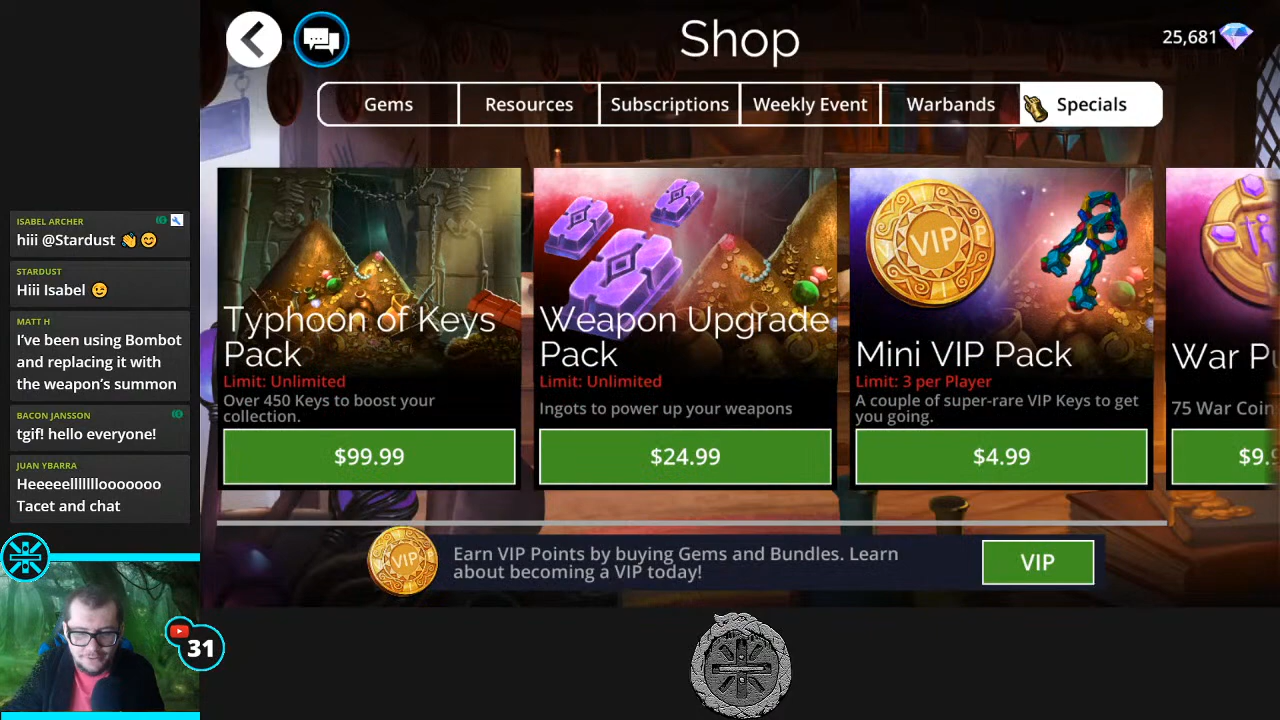 Shop
25,681
Gems
Resources
Subscriptions
Weekly Event
Warbands
Specials
ISABEL ARCHER
hiii @Stardust 👋 😊
STARDUST
Hiii Isabel 😉
MATT H
I've been using Bombot
and replacing it with
the weapon's summon
BACON JANSSON
tgif! hello everyone!
JUAN YBARRA
Heeeeelllllllooooooo
Tacet and chat
31
Typhoon of Keys
Pack
Limit: Unlimited
Over 450 Keys to boost your
collection.
$99.99
Weapon Upgrade
Pack
Limit: Unlimited
Ingots to power up your weapons
$24.99
VIP
Mini VIP Pack
Limit: 3 per Player
A couple of super-rare VIP Keys to get
you going.
$4.99
War P
75 War Coin
$9.9
VIP
Earn VIP Points by buying Gems and Bundles. Learn
about becoming a VIP today!
VIP